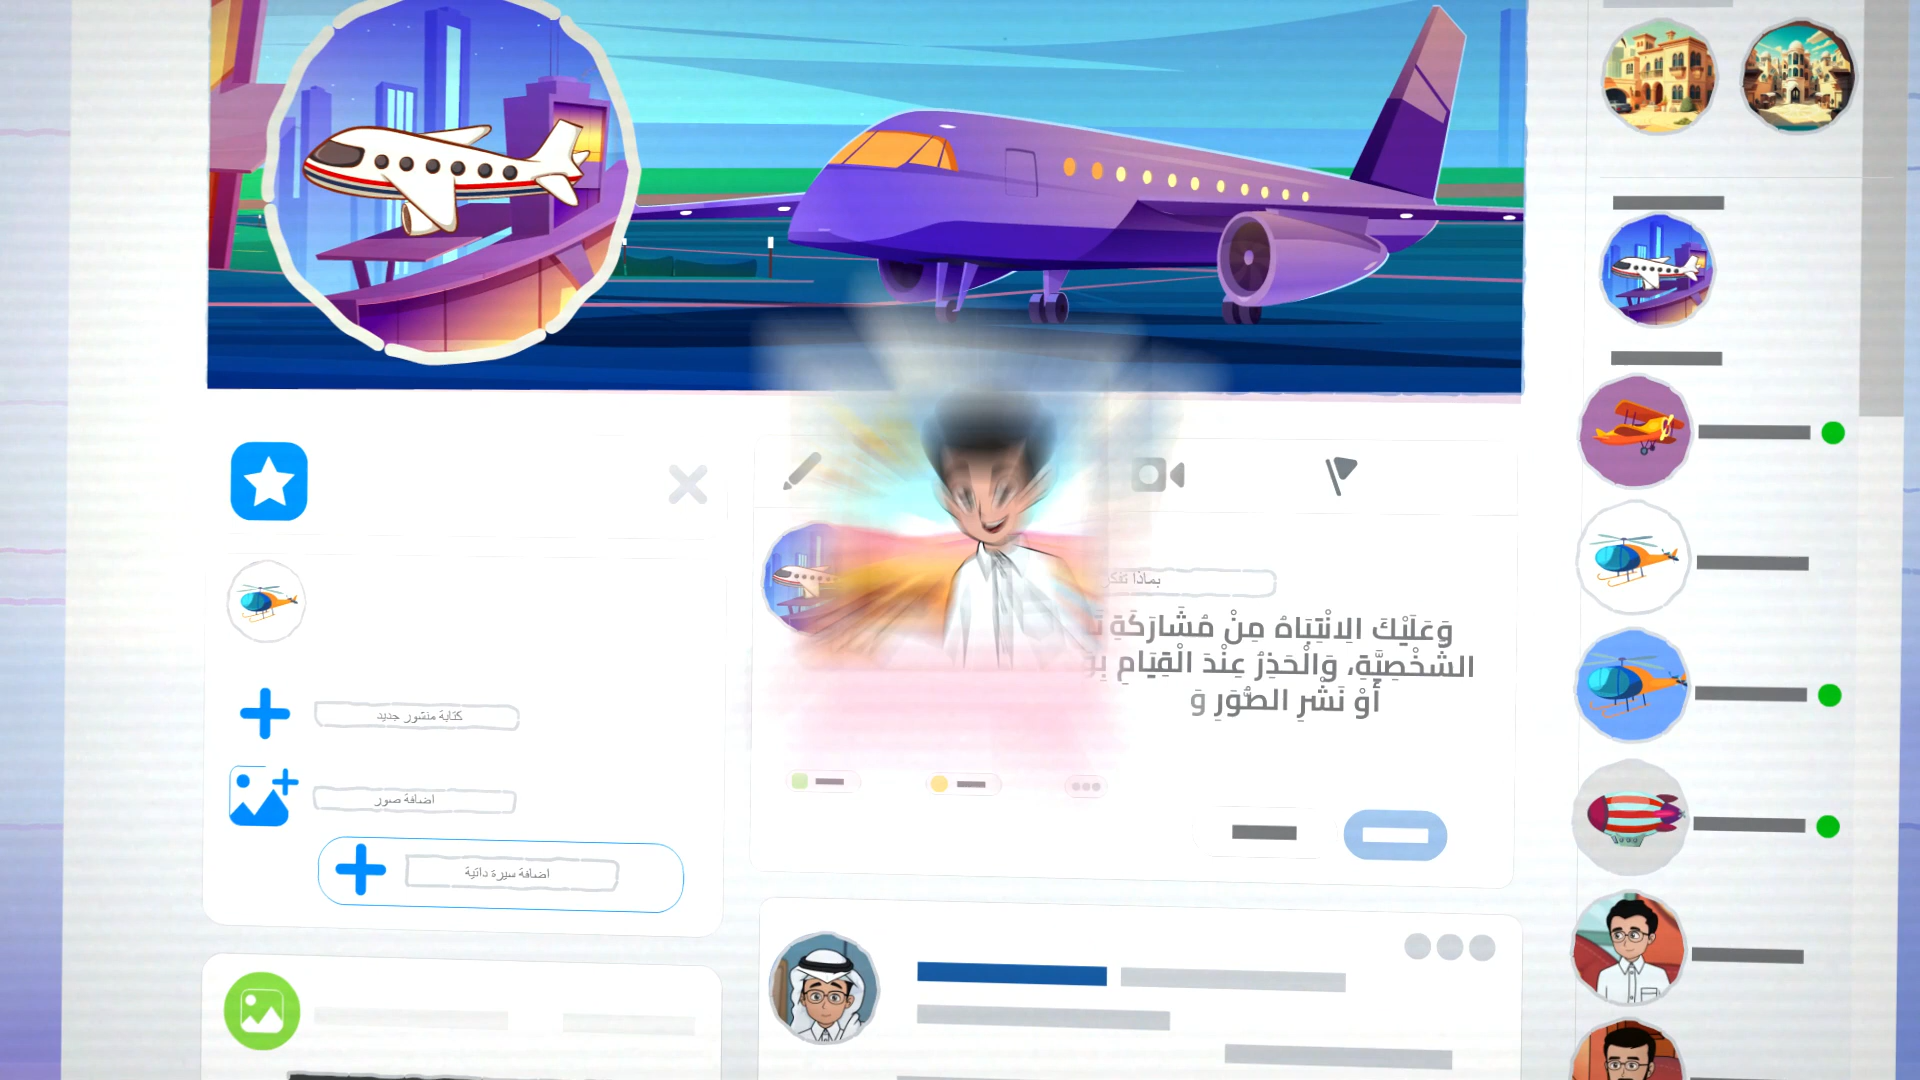 بماذا تفكر
وَعَلَيْكَ الِانْتِبَاهُ مِنْ مُشَارَكَةِ
الشَّخْصِيَّةِ، وَالْحَذِرُ عِنْدَ الْقِيَامِ
أَوْ نَشْرِ الصُّوَرِ وَ
كتابة منشور جديد
اضافة صور
اضافة سيرة ذاتية